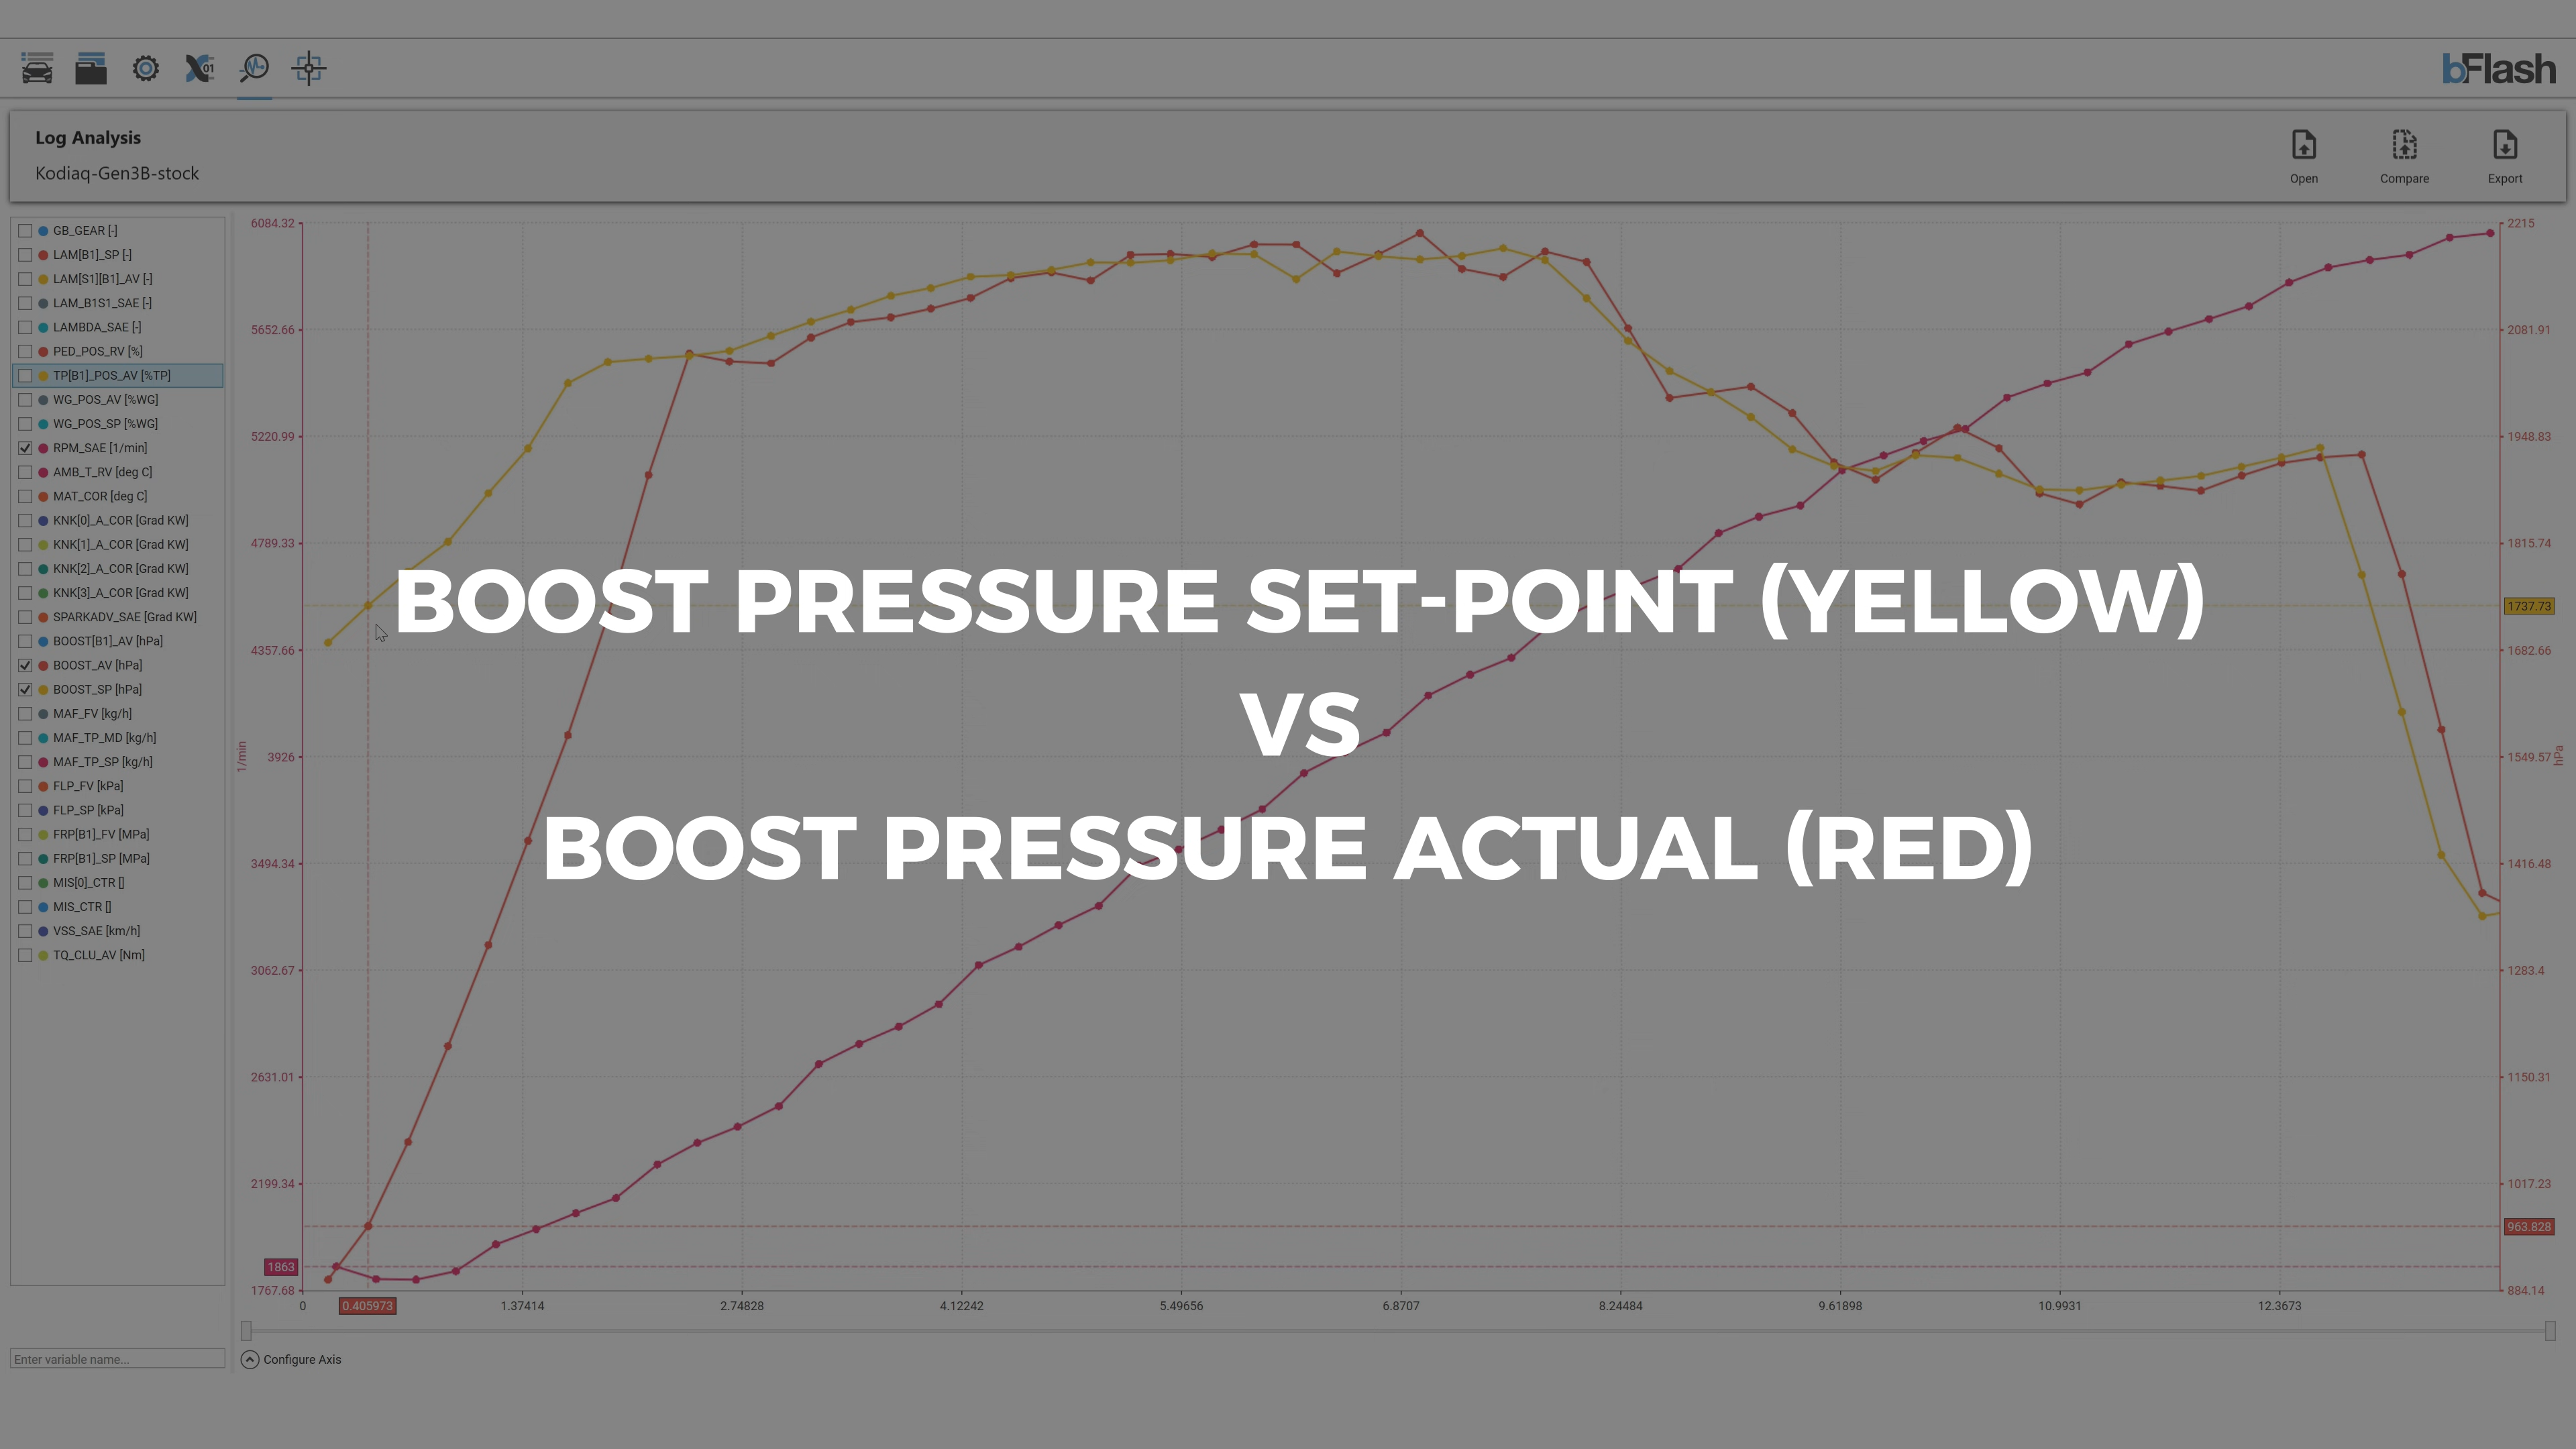 01
bFlash
Log Analysis
Kodiaq-Gen3B-stock
Open
Compare
Export
GB_GEAR [-]
LAM[B1]_SP [-]
LAM[S1][B1]_AV [-]
LAM_B1S1_SAE [-]
LAMBDA_SAE [-]
PED_POS_RV [%]
TP[B1]_POS_AV [%TP]
WG_POS_AV [%WG]
WG_POS_SP [%WG]
RPM_SAE [1/min]
AMB_T_RV [deg C]
MAT_COR [deg C]
KNK[0]_A_COR [Grad KW]
KNK[1]_A_COR [Grad KW]
KNK[2]_A_COR [Grad KW]
KNK[3]_A_COR [Grad KW]
SPARKADV_SAE [Grad KW]
BOOST[B1]_AV [hPa]
BOOST_AV [hPa]
BOOST_SP [hPa]
MAF_FV [kg/h]
MAF_TP_MD [kg/h]
MAF_TP_SP [kg/h]
FLP_FV [kPa]
FLP_SP [kPa]
FRP[B1]_FV [MPa]
FRP[B1]_SP [MPa]
MIS[0]_CTR []
MIS_CTR []
VSS_SAE [km/h]
TQ_CLU_AV [Nm]
Enter variable name...
6084.32
5652.66
5220.99
4789.33
4357.66
3926
3494.34
3062.67
2631.01
2199.34
1863
1767.68
1/min
BOOST PRESSURE SET-POINT (YELLOW)
VS
BOOST PRESSURE ACTUAL (RED)
2215
2081.91
1948.83
1815.74
1737.73
1682.66
1549.57
1416.48
1283.4
1150.31
1017.23
963.828
884.14
hPa
0
0.405973
1.37414
2.74828
4.12242
5.49656
6.8707
8.24484
9.61898
10.9931
12.3673
Configure Axis